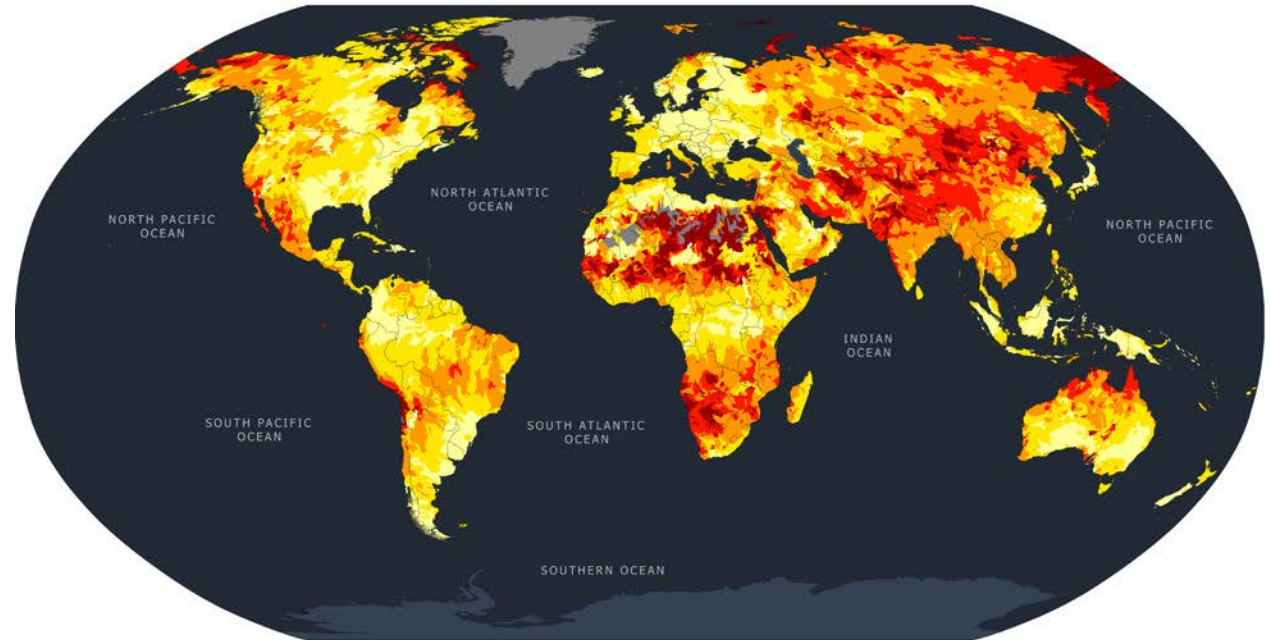 NORTH ATLANTIC
OCEAN
NORTH PACIFIC
OCEAN
NORTH PACIFIC
OCEAN
INDIAN
OCEAN
SOUTH PACIFIC
OCEAN
SOUTH ATLANTIC
OCEAN
SOUTHERN OCEAN